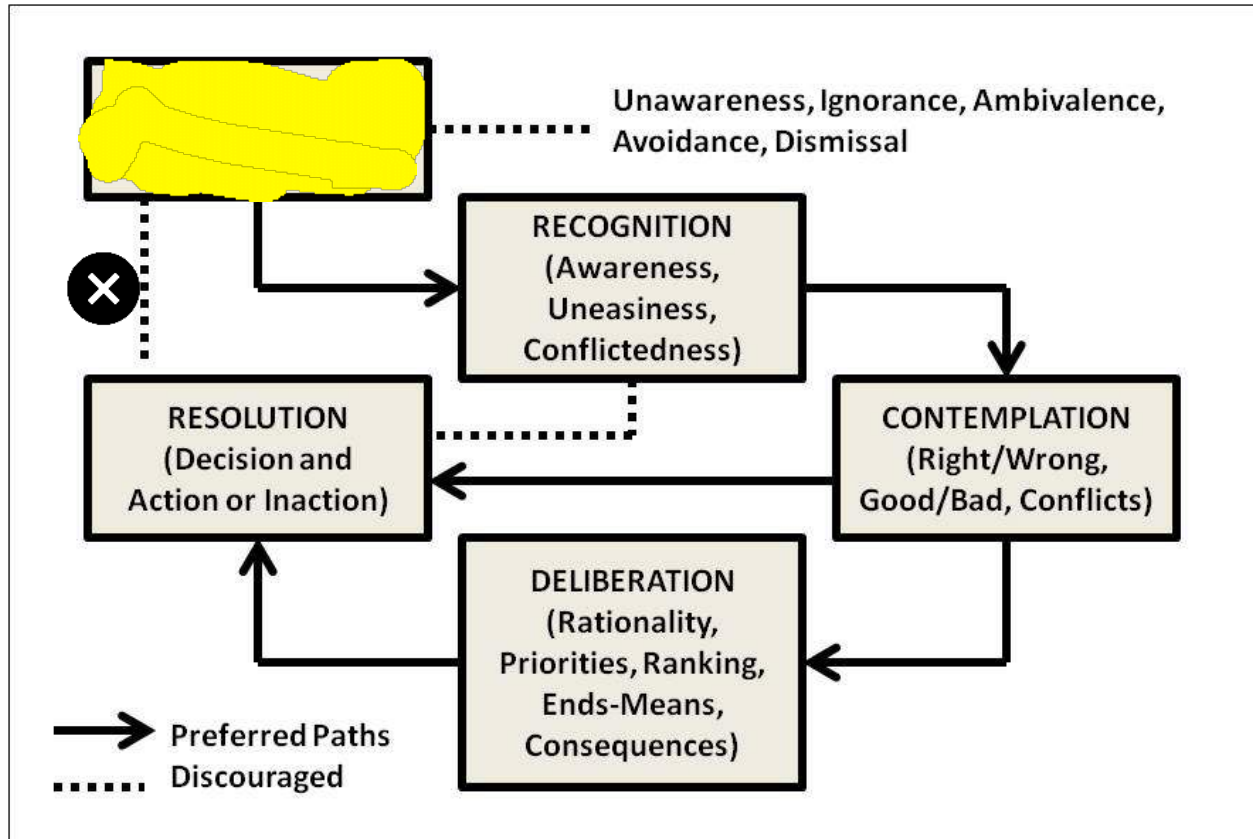 Unawareness, Ignorance, Ambivalence,
Avoidance, Dismissal
RECOGNITION
(Awareness,
Uneasiness,
Conflictedness)
RESOLUTION
(Decision and
Action or Inaction)
CONTEMPLATION
(Right/Wrong,
Good/Bad, Conflicts)
DELIBERATION
(Rationality,
Priorities, Ranking,
Ends-Means,
Consequences)
Preferred Paths
Discouraged